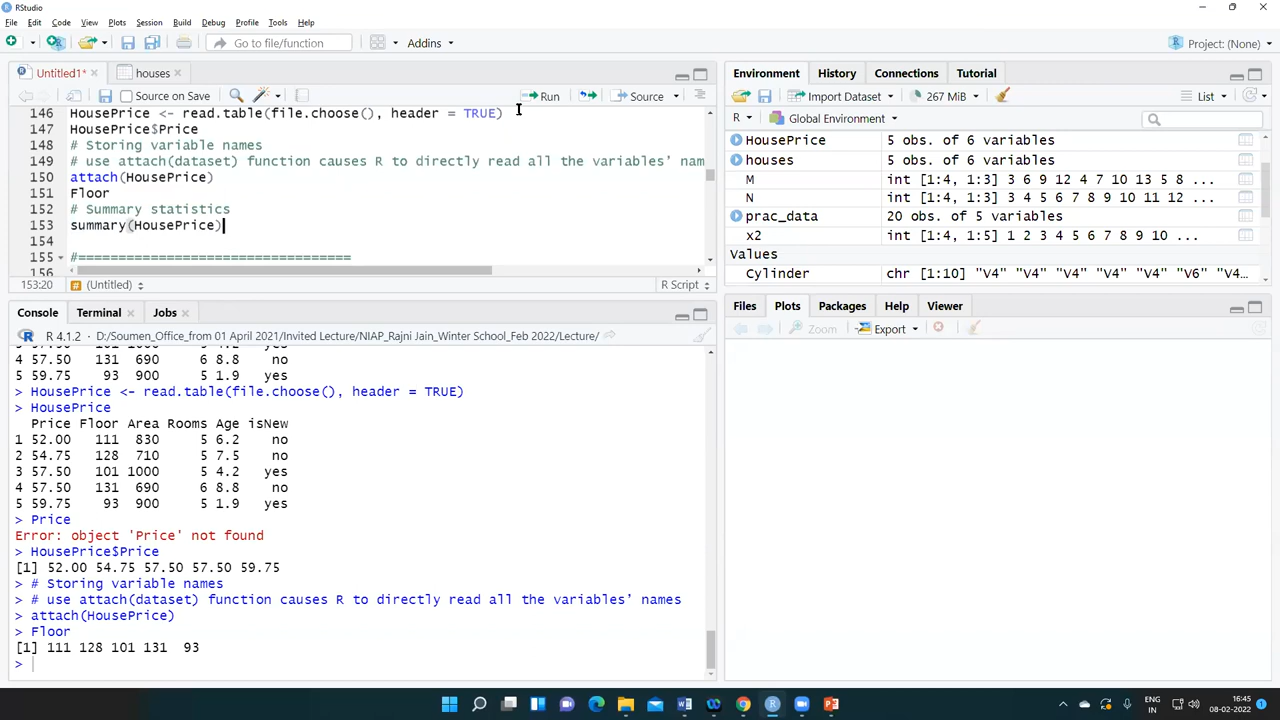 RStudio
File Edit Code View Plots Session Build Debug Profile Tools Help
Go to file/function Addins Project: (None)
Untitled1* houses
Source on Save Run Source
146 HousePrice <- read.table(file.choose(), header = TRUE)
147 HousePrice$Price
148 # Storing variable names
149 # use attach(dataset) function causes R to directly read all the variables’ nam
150 attach(HousePrice)
151 Floor
152 # Summary statistics
153 summary(HousePrice)
154
155 #==================================
156
153:20 # (Untitled) R Script
Console Terminal Jobs
R 4.1.2 · D:/Soumen_Office_from 01 April 2021/Invited Lecture/NIAP_Rajni Jain_Winter School_Feb 2022/Lecture/
4 57.50 131 690 6 8.8 no
5 59.75 93 900 5 1.9 yes
> HousePrice <- read.table(file.choose(), header = TRUE)
> HousePrice
Price Floor Area Rooms Age isNew
1 52.00 111 830 5 6.2 no
2 54.75 128 710 5 7.5 no
3 57.50 101 1000 5 4.2 yes
4 57.50 131 690 6 8.8 no
5 59.75 93 900 5 1.9 yes
> Price
Error: object 'Price' not found
> HousePrice$Price
[1] 52.00 54.75 57.50 57.50 59.75
> # Storing variable names
> # use attach(dataset) function causes R to directly read all the variables’ names
> attach(HousePrice)
> Floor
[1] 111 128 101 131 93
>
Environment History Connections Tutorial
Import Dataset 267 MiB List
R Global Environment
HousePrice 5 obs. of 6 variables
houses 5 obs. of 6 variables
M int [1:4, 1:3] 3 6 9 12 4 7 10 13 5 8 ...
N int [1:4, 1:3] 3 4 5 6 7 8 9 10 11 12 ...
prac_data 20 obs. of 5 variables
x2 int [1:4, 1:5] 1 2 3 4 5 6 7 8 9 10 ...
Values
Cylinder chr [1:10] "V4" "V4" "V4" "V4" "V4" "V6" "V4...
Files Plots Packages Help Viewer
Zoom Export
ENG
IN
16:45
08-02-2022